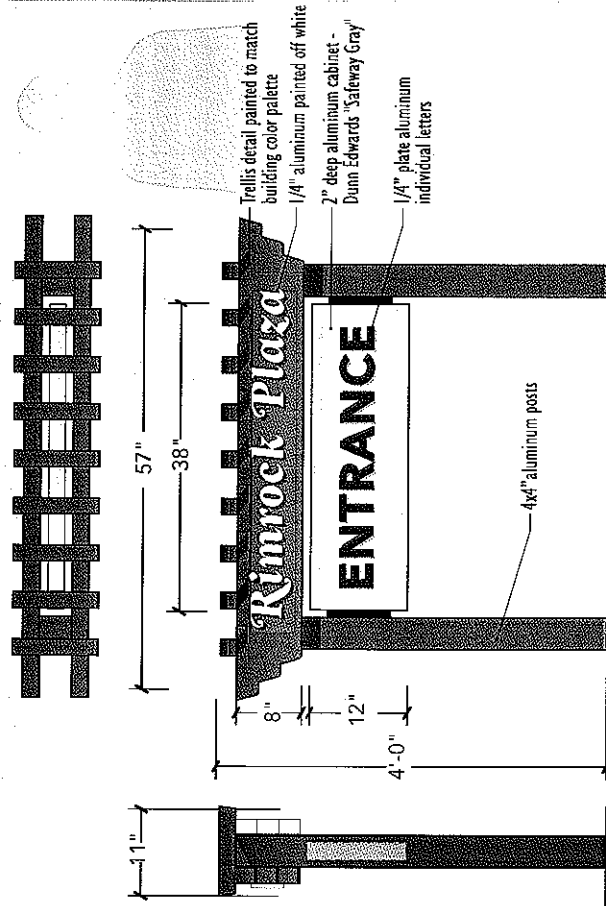 57"
38"
Trellis detail painted to match
building color palette
1/4" aluminum painted off white
2" deep aluminum cabinet -
Dunn Edwards "Safeway Gray"
1/4" plate aluminum
individual letters
Rimrock Plaza
ENTRANCE
4x4" aluminum posts
8"
12"
4'-0"
11"